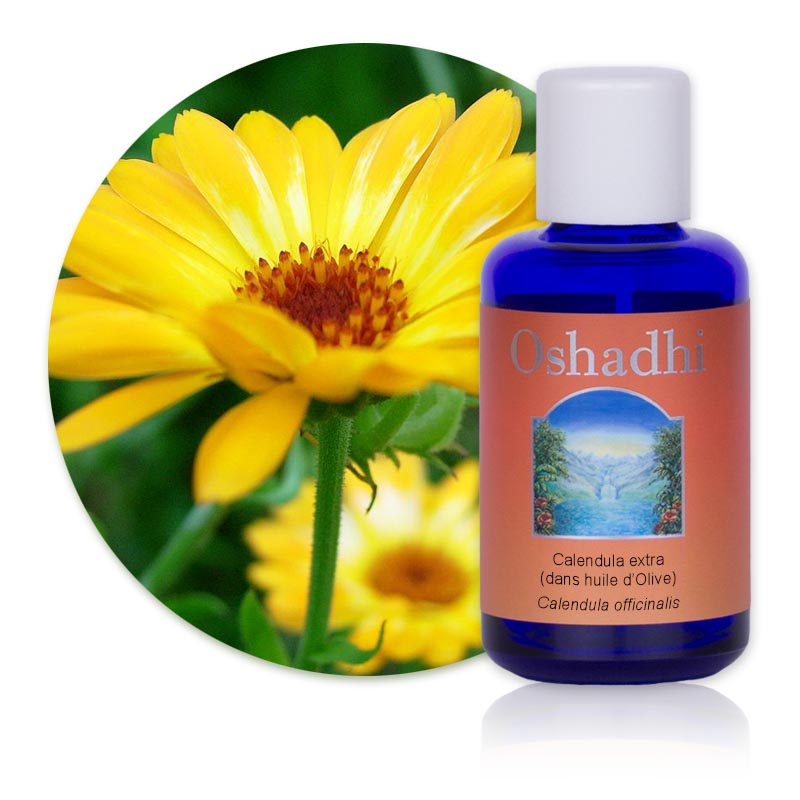 Oshadhi
Calendula extra
(dans huile d'Olive)
Calendula officinalis